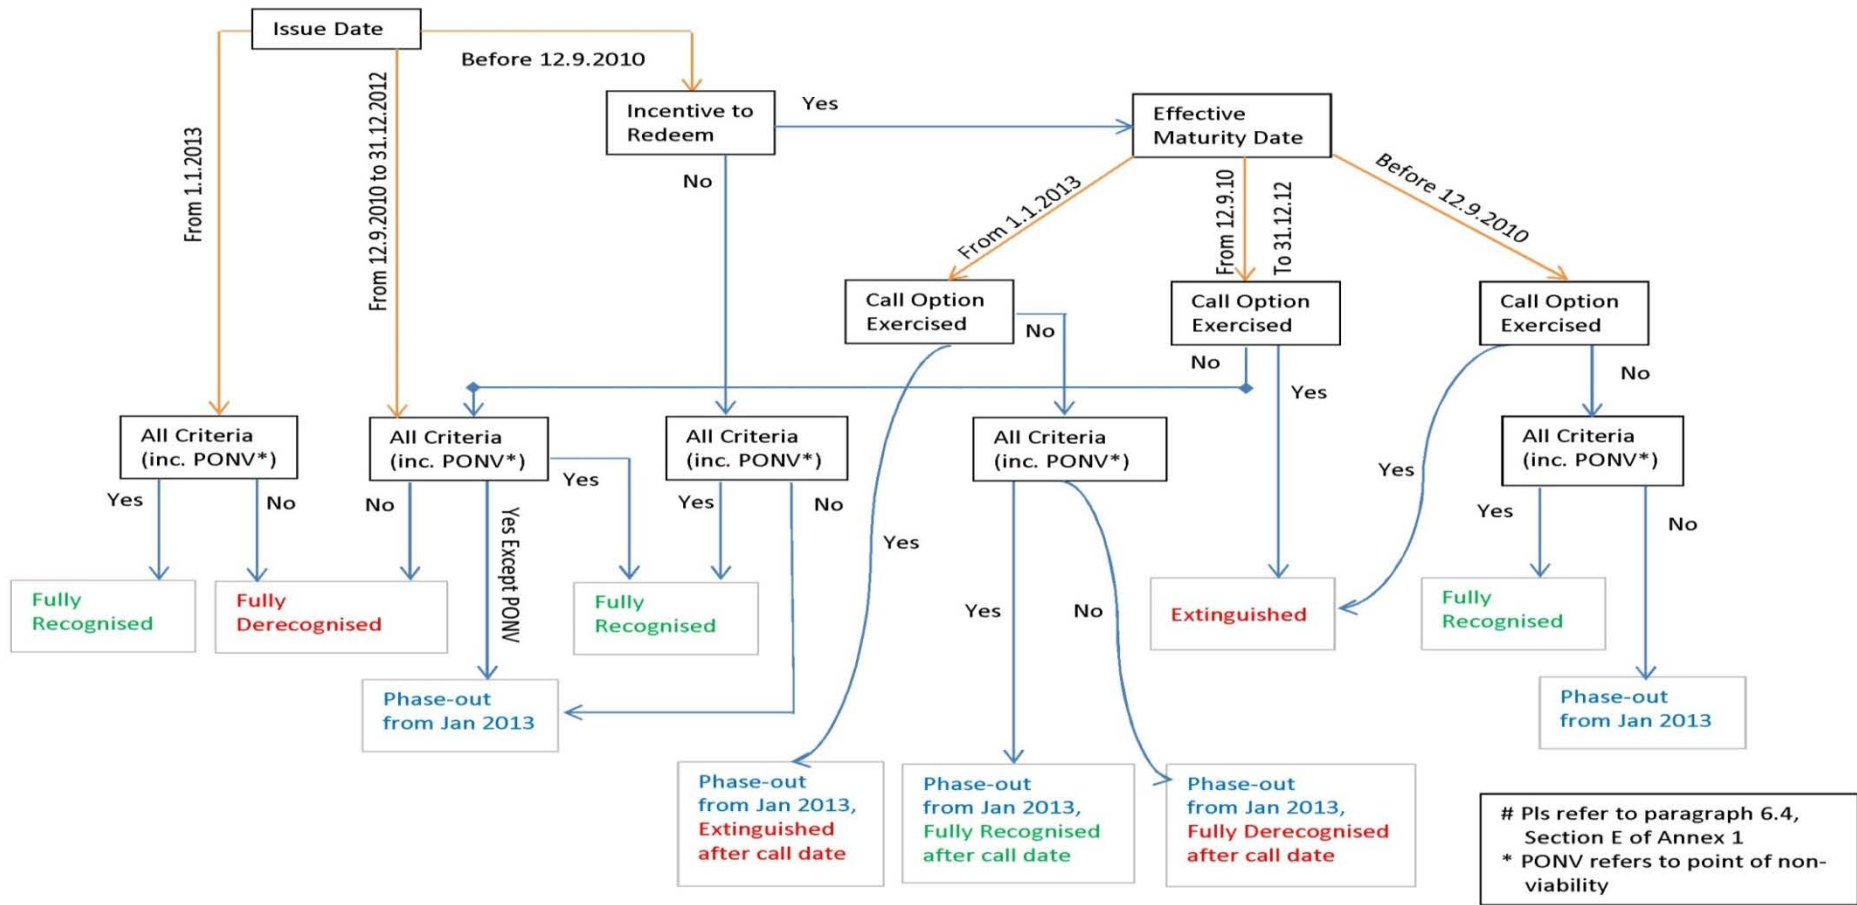 Issue Date
Before 12.9.2010
From 1.1.2013
From 12.9.2010 to 31.12.2012
Incentive to
Redeem
Yes
No
Effective
Maturity Date
From 1.1.2013
From 12.9.10
To 31.12.12
Before 12.9.2010
Call Option
Exercised
No
Call Option
Exercised
No
Yes
Call Option
Exercised
No
Yes
All Criteria
(inc. PONV*)
Yes
No
All Criteria
(inc. PONV*)
No
Yes Except PONV
Yes
All Criteria
(inc. PONV*)
Yes
No
Yes
All Criteria
(inc. PONV*)
Yes
No
All Criteria
(inc. PONV*)
Yes
No
Fully
Recognised
Fully
Derecognised
Fully
Recognised
Extinguished
Fully
Recognised
Phase-out
from Jan 2013
Phase-out
from Jan 2013
Phase-out
from Jan 2013,
Extinguished
after call date
Phase-out
from Jan 2013,
Fully Recognised
after call date
Phase-out
from Jan 2013,
Fully Derecognised
after call date
# Pls refer to paragraph 6.4,
Section E of Annex 1
* PONV refers to point of non-
viability